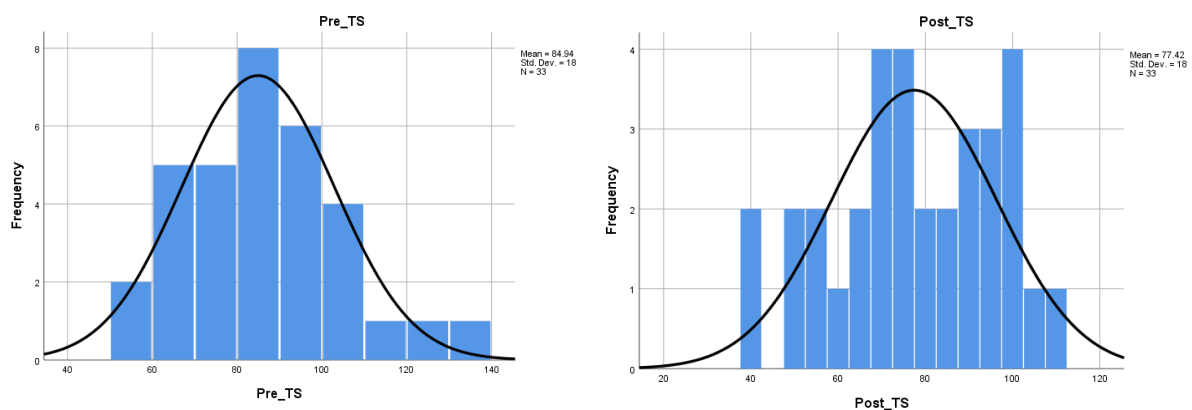 Pre_TS
Mean = 84.94
Std. Dev. = 18
N = 33
8
6
4
2
0
Frequency
40 60 80 100 120 140
Pre_TS
Post_TS
Mean = 77.42
Std. Dev. = 18
N = 33
4
3
2
1
0
Frequency
20 40 60 80 100 120
Post_TS